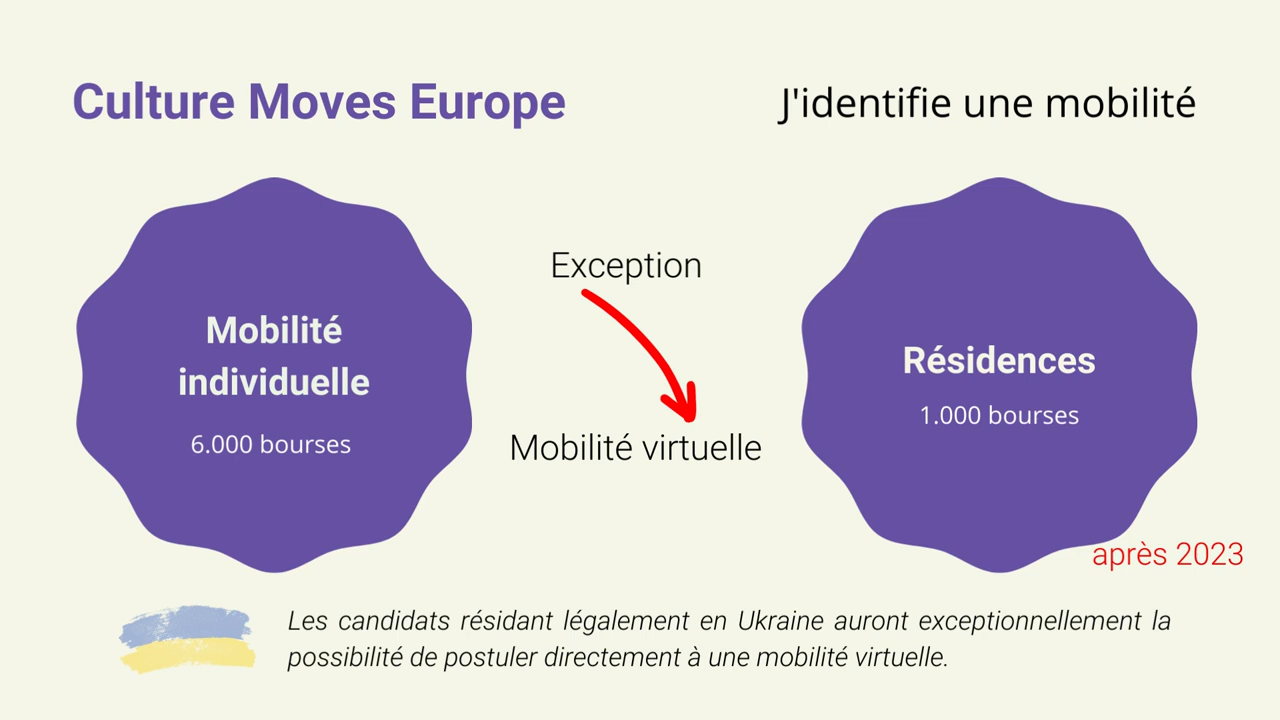 Culture Moves Europe
J'identifie une mobilité
Mobilité
individuelle
6.000 bourses
Exception
Mobilité virtuelle
Résidences
1.000 bourses
après 2023
Les candidats résidant légalement en Ukraine auront exceptionnellement la
possibilité de postuler directement à une mobilité virtuelle.